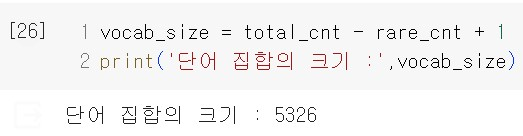 [26] 1 vocab_size = total_cnt - rare_cnt + 1
2 print('단어 집합의 크기 :',vocab_size)
단어 집합의 크기 : 5326